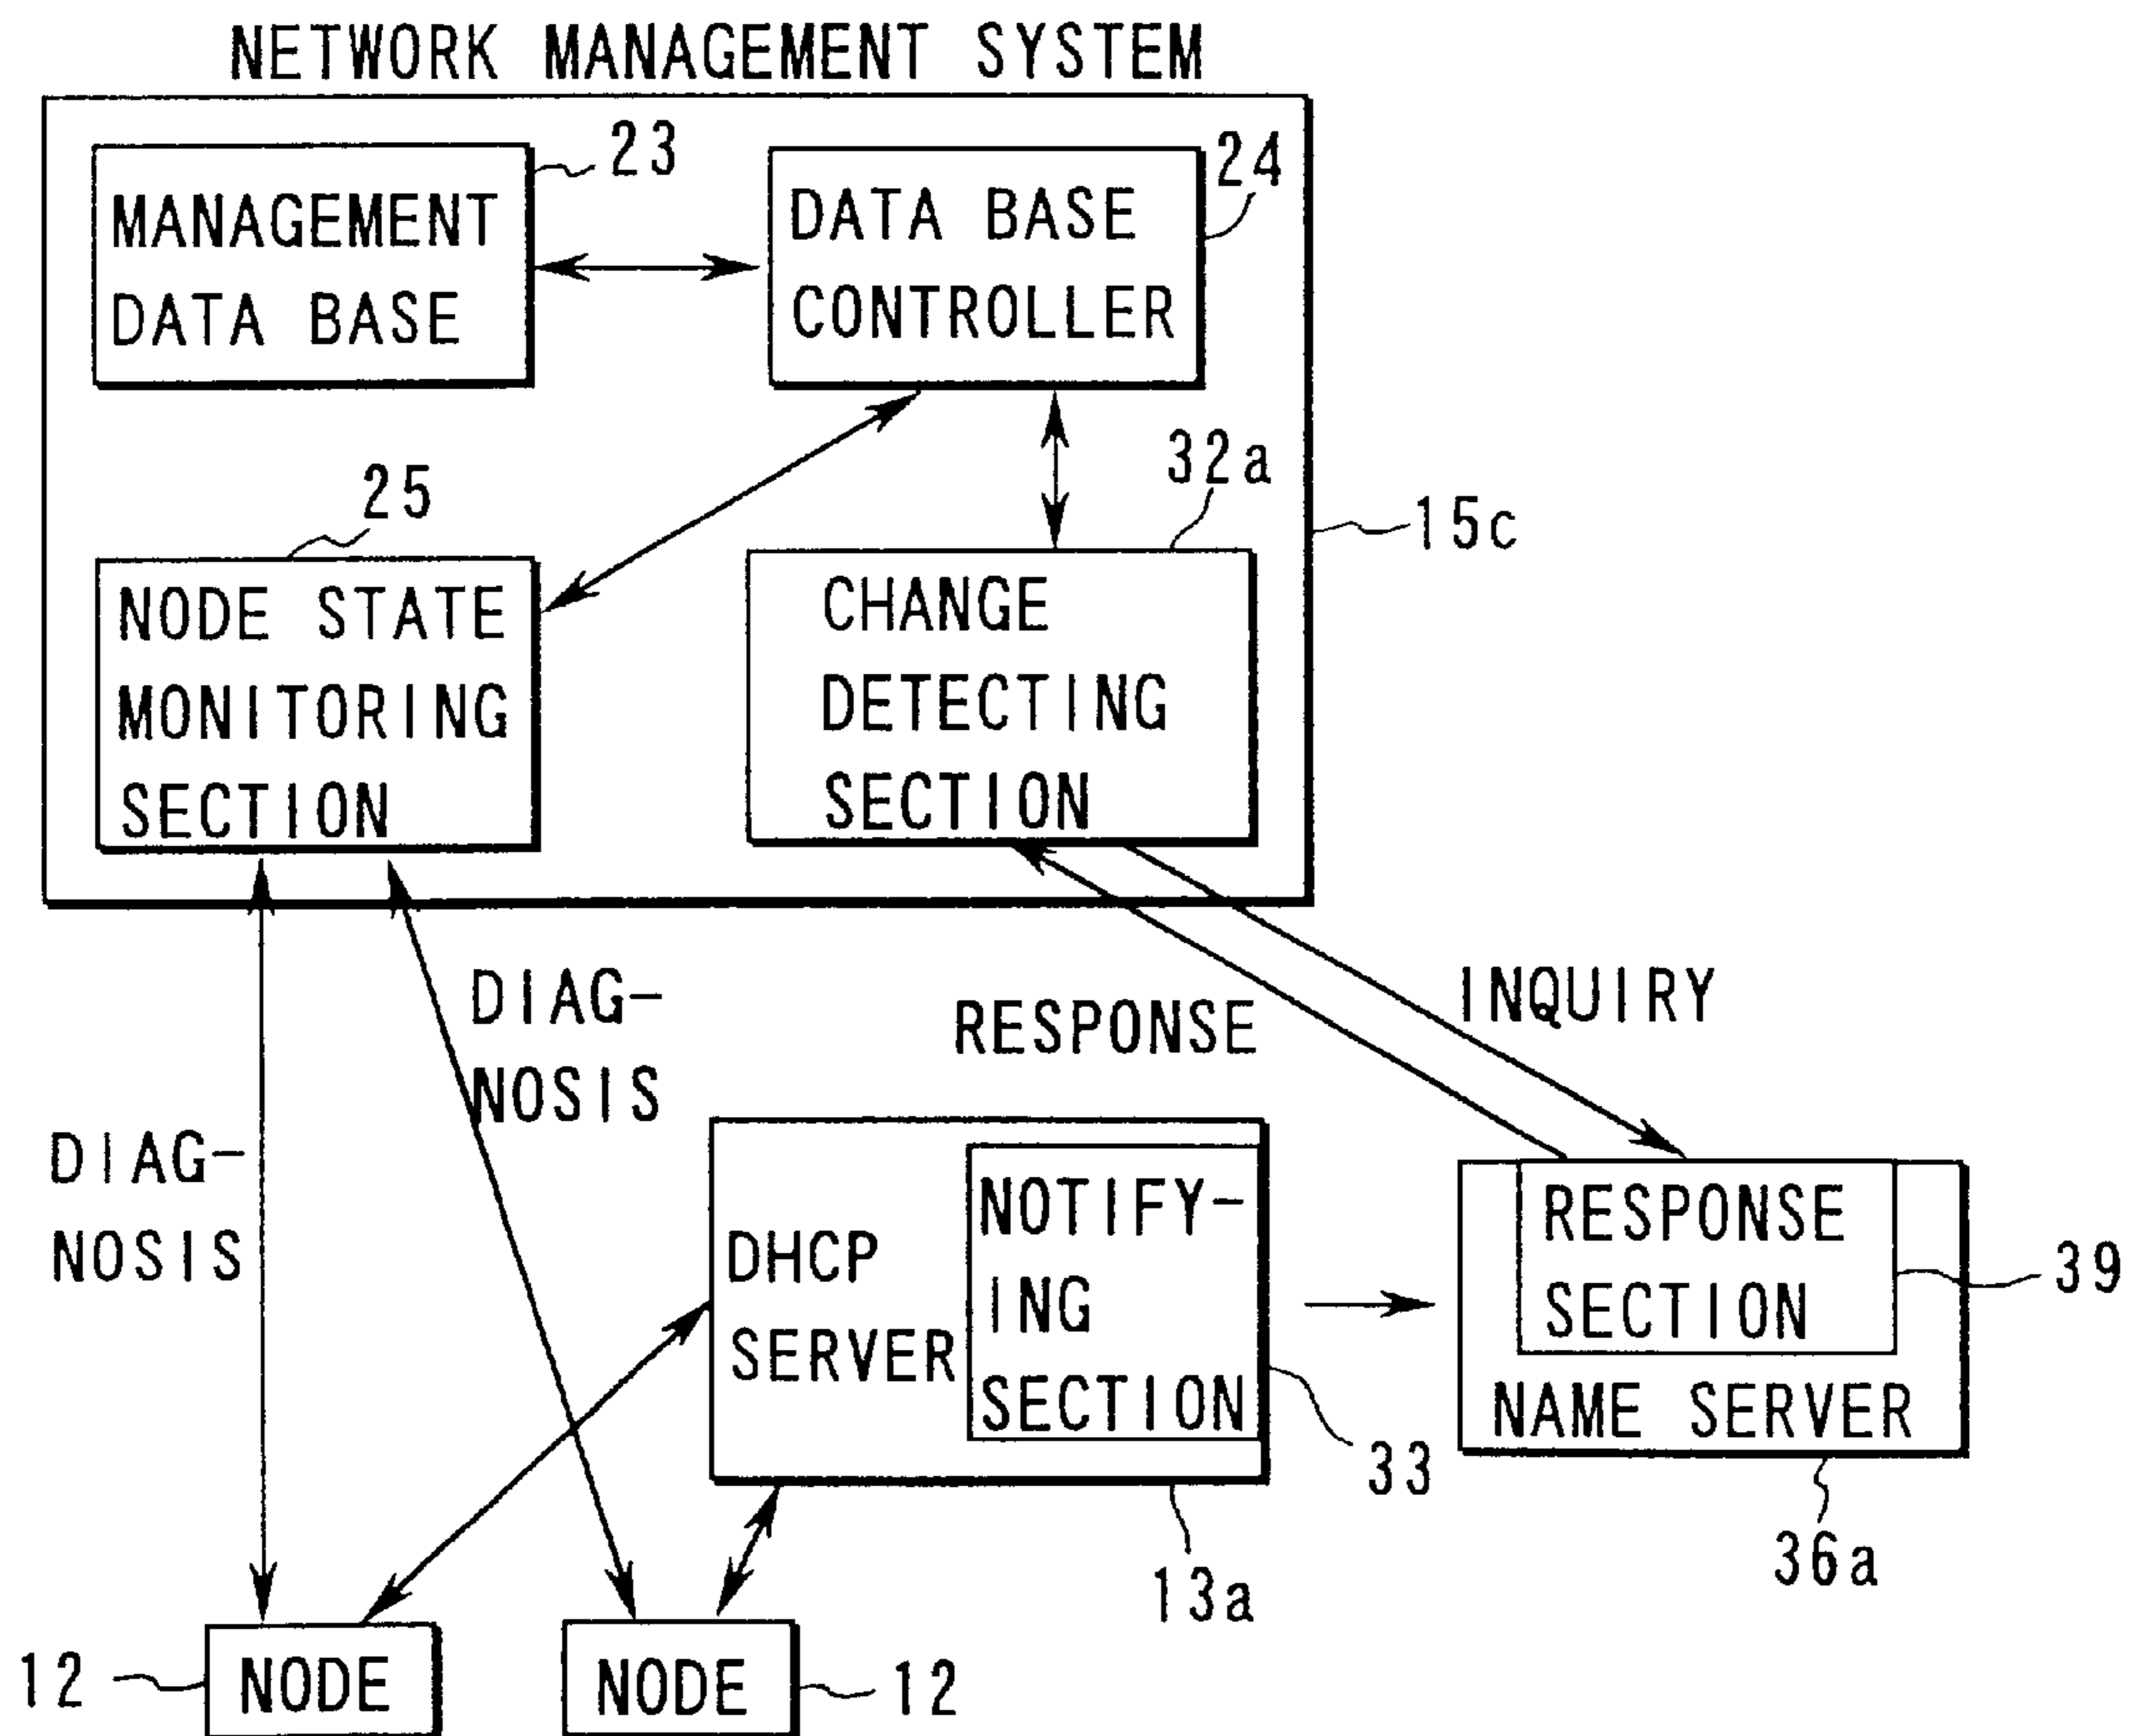 NETWORK MANAGEMENT SYSTEM
23
24
MANAGEMENT
DATA BASE
DATA BASE
CONTROLLER
25
32a
15c
NODE STATE
MONITORING
SECTION
CHANGE
DETECTING
SECTION
DIAG-
NOSIS
DIAG-
NOSIS
RESPONSE
INQUIRY
DHCP
SERVER
NOTIFY-
ING
SECTION
RESPONSE
SECTION
39
NAME SERVER
33
36a
13a
12
NODE
NODE
12